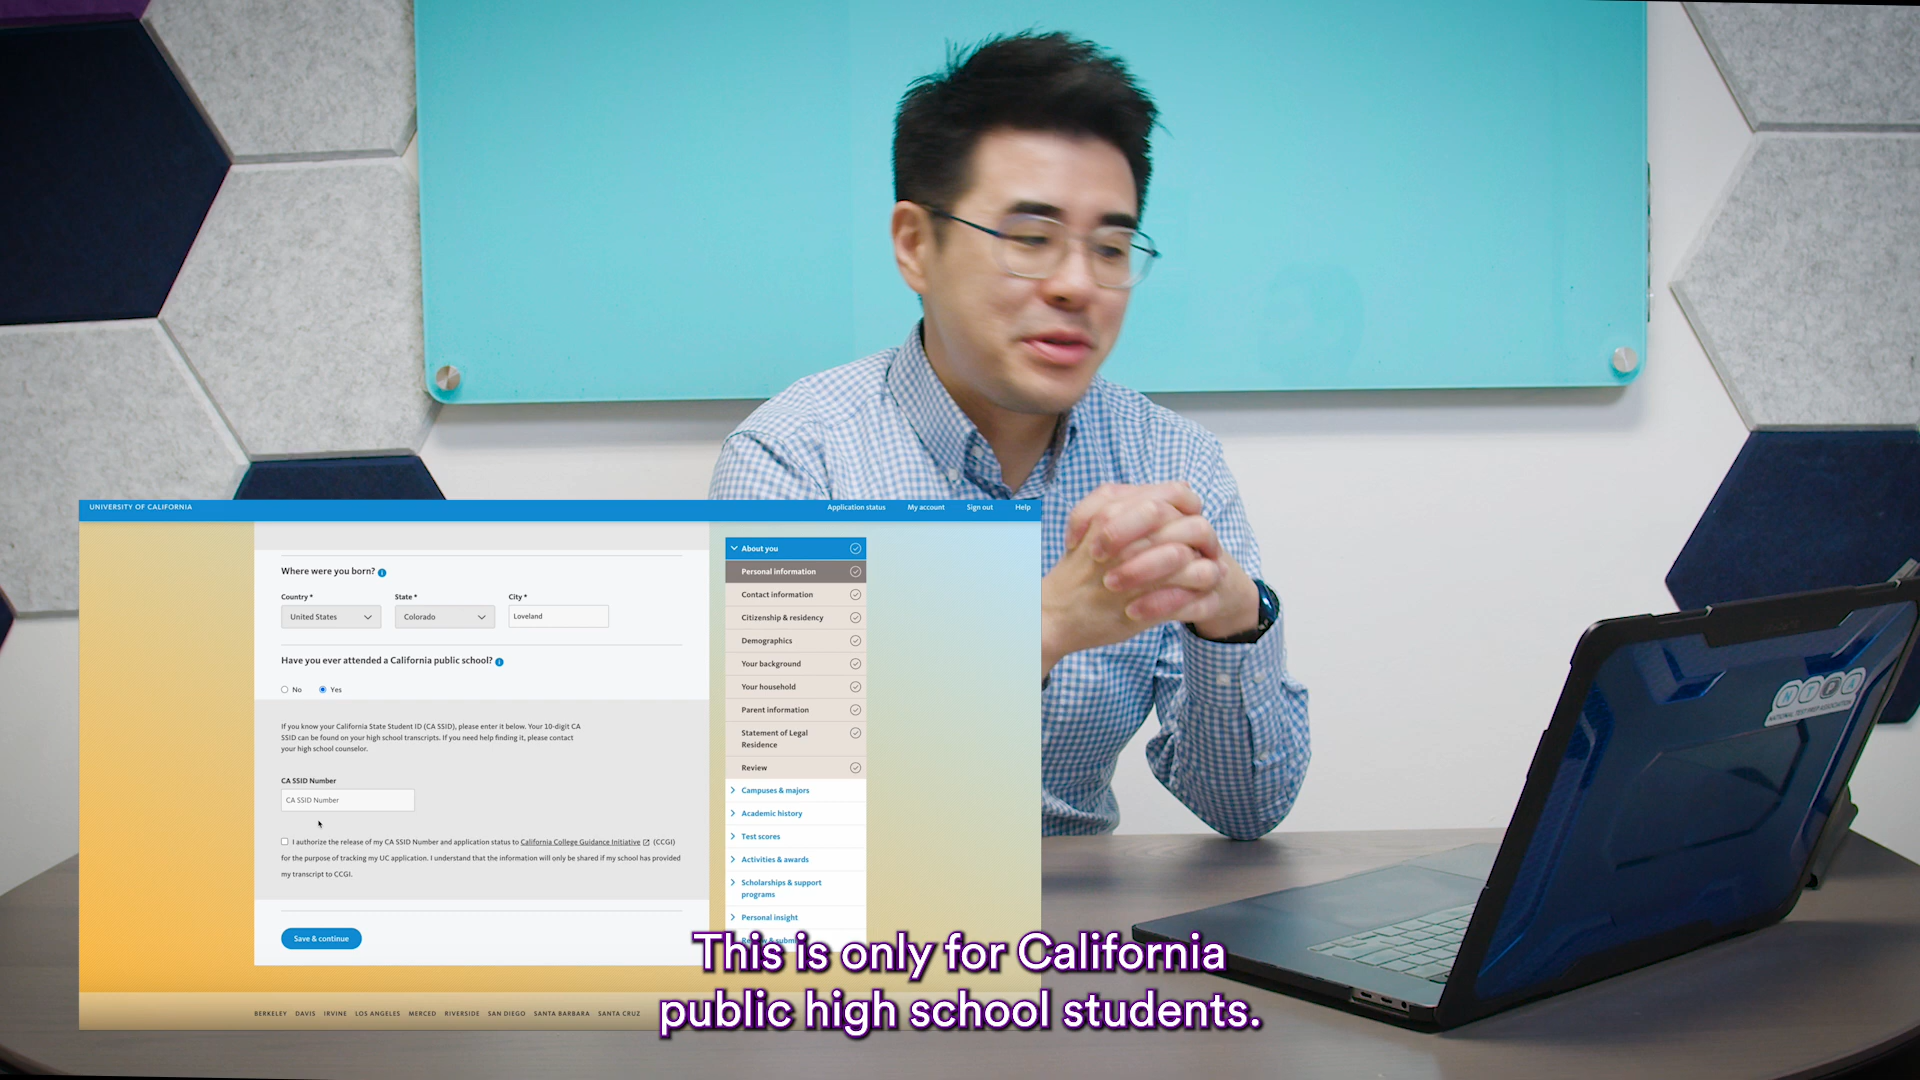 UNIVERSITY OF CALIFORNIA
Application status My account Sign out Help
Where were you born?
Country * State * City *
United States Colorado Loveland
Have you ever attended a California public school?
No Yes
If you know your California State Student ID (CA SSID), please enter it below. Your 10-digit CA
SSID can be found on your high school transcripts. If you need help finding it, please contact
your high school counselor.
CA SSID Number
CA SSID Number
I authorize the release of my CA SSID Number and application status to California College Guidance Initiative (CCGI)
for the purpose of tracking my UC application. I understand that the information will only be shared if my school has provided
my transcript to CCGI.
Save & continue
About you
Personal information
Contact information
Citizenship & residency
Demographics
Your background
Your household
Parent information
Statement of Legal
Residence
Review
Campuses & majors
Academic history
Test scores
Activities & awards
Scholarships & support
programs
Personal insight
BERKELEY DAVIS IRVINE LOS ANGELES MERCED RIVERSIDE SAN DIEGO SANTA BARBARA SANTA CRUZ
NTPA
NATIONAL TEST PREP ASSOCIATION
This is only for California
public high school students.